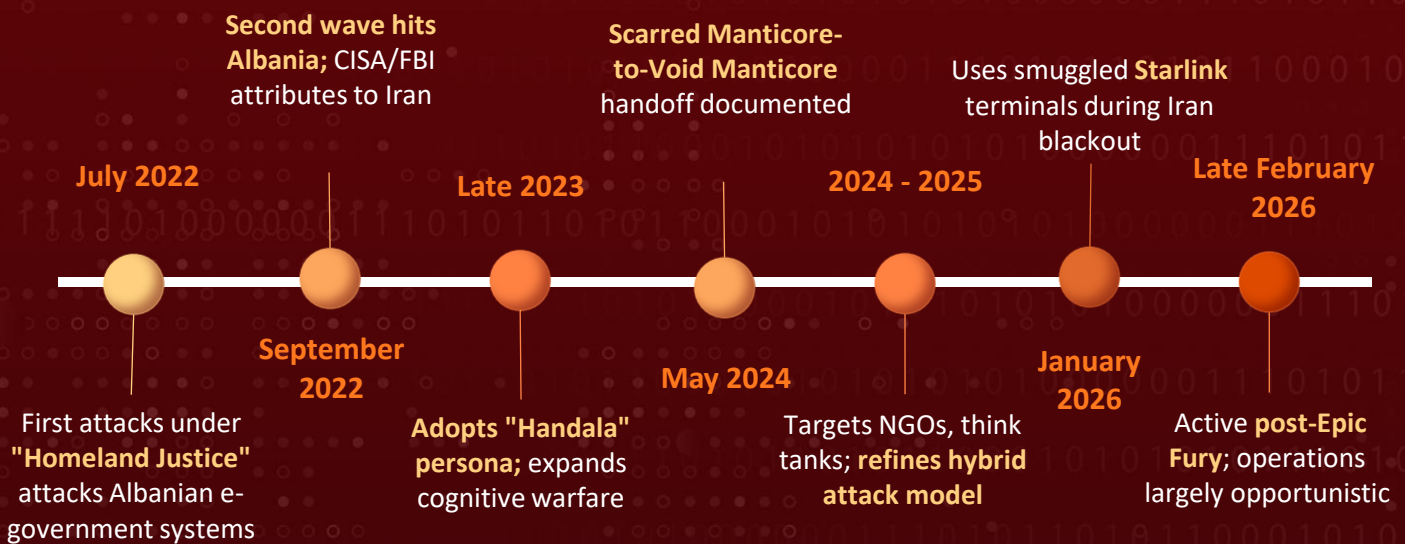 July 2022
First attacks under
"Homeland Justice"
attacks Albanian e-
government systems
Second wave hits
Albania; CISA/FBI
attributes to Iran
September
2022
Late 2023
Adopts "Handala"
persona; expands
cognitive warfare
Scarred Manticore-
to-Void Manticore
handoff documented
May 2024
2024 - 2025
Targets NGOs, think
tanks; refines hybrid
attack model
Uses smuggled Starlink
terminals during Iran
blackout
January
2026
Late February
2026
Active post-Epic
Fury; operations
largely opportunistic